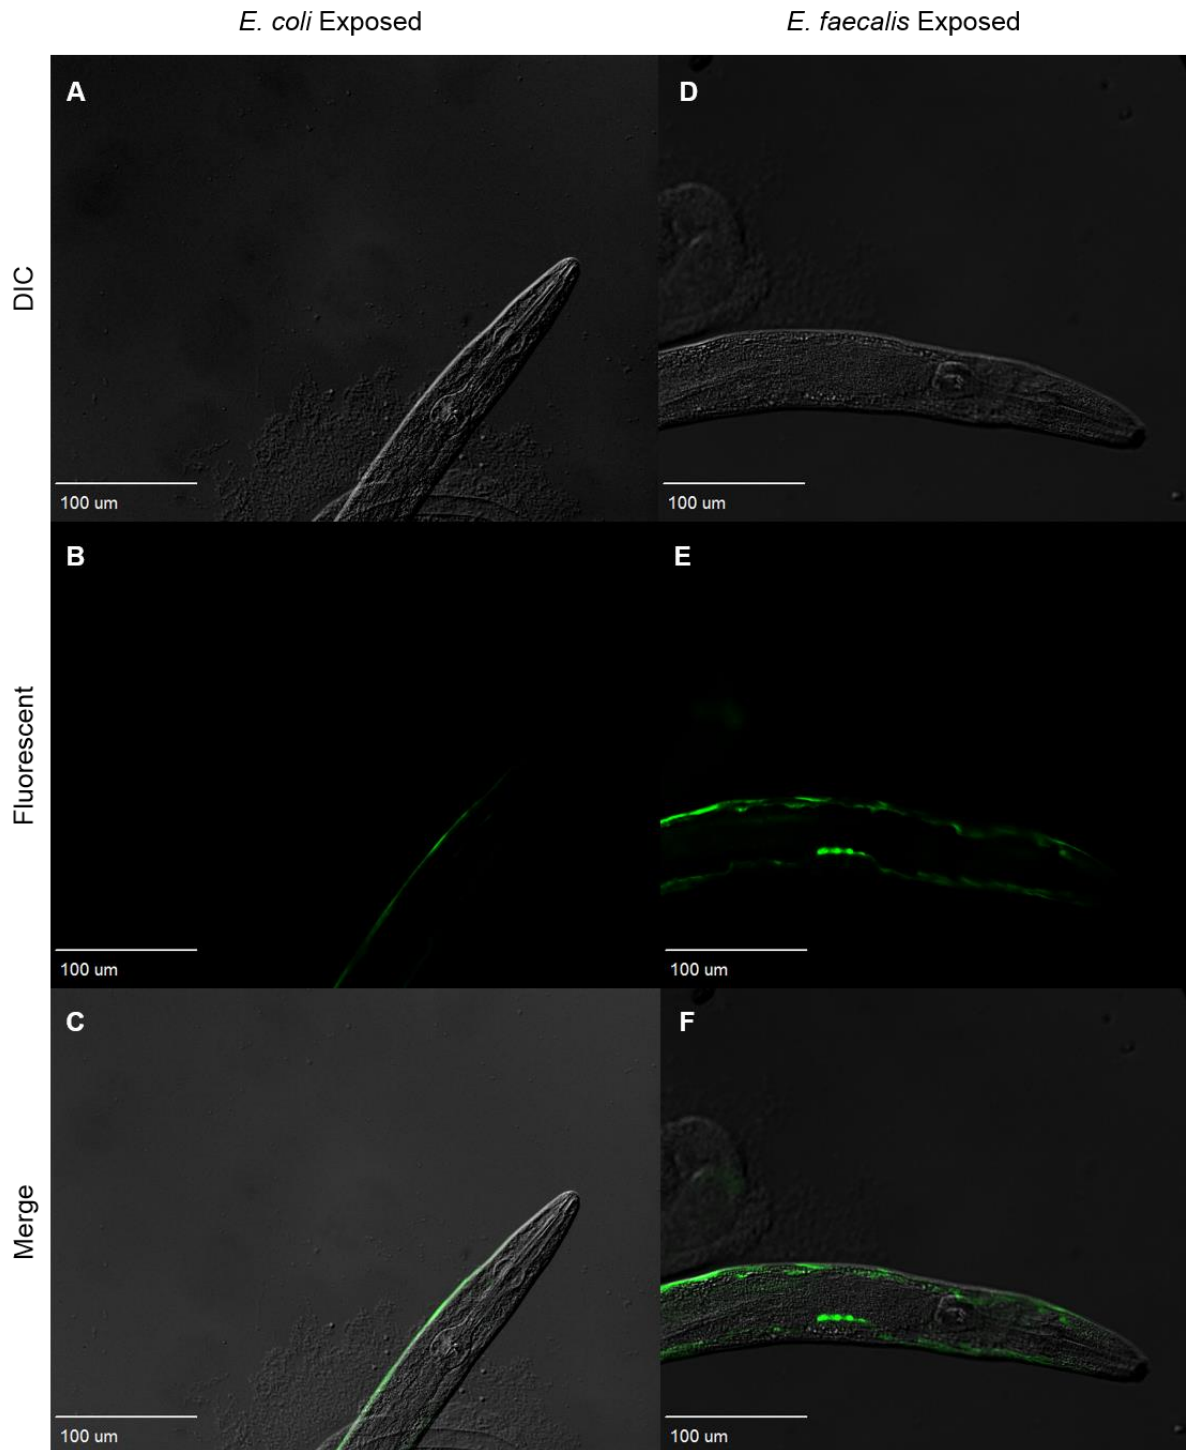 E. coli Exposed
E. faecalis Exposed
DIC
A
100 um
D
100 um
Fluorescent
B
100 um
E
100 um
Merge
C
100 um
F
100 um